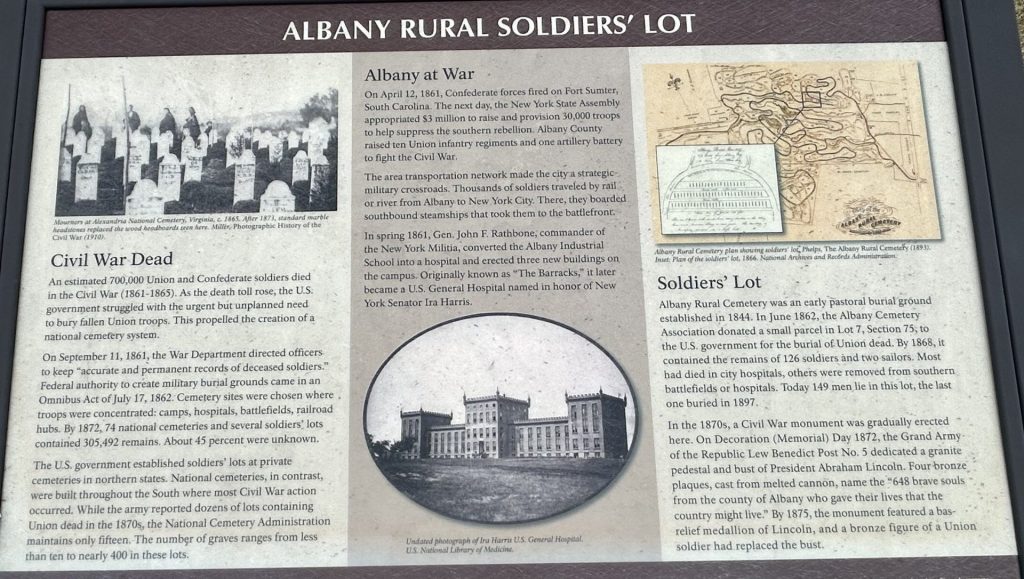 ALBANY RURAL SOLDIERS' LOT
Mourners at Alexandria National Cemetery, Virginia, c. 1865. After 1873, standard marble
headstones replaced the wood headboards seen here. Miller, Photographic History of the
Civil War (1910).
Civil War Dead
An estimated 700,000 Union and Confederate soldiers died
in the Civil War (1861-1865). As the death toll rose, the U.S.
government struggled with the urgent but unplanned need
to bury fallen Union troops. This propelled the creation of a
national cemetery system.
On September 11, 1861, the War Department directed officers
to keep "accurate and permanent records of deceased soldiers."
Federal authority to create military burial grounds came in an
Omnibus Act of July 17, 1862. Cemetery sites were chosen where
troops were concentrated: camps, hospitals, battlefields, railroad
hubs. By 1872, 74 national cemeteries and several soldiers' lots
contained 305,492 remains. About 45 percent were unknown.
The U.S. government established soldiers' lots at private
cemeteries in northern states. National cemeteries, in contrast,
were built throughout the South where most Civil War action
occurred. While the army reported dozens of lots containing
Union dead in the 1870s, the National Cemetery Administration
maintains only fifteen. The number of graves ranges from less
than ten to nearly 400 in these lots.
Albany at War
On April 12, 1861, Confederate forces fired on Fort Sumter,
South Carolina. The next day, the New York State Assembly
appropriated $3 million to raise and provision 30,000 troops
to help suppress the southern rebellion. Albany County
raised ten Union infantry regiments and one artillery battery
to fight the Civil War.
The area transportation network made the city a strategic
military crossroads. Thousands of soldiers traveled by rail
or river from Albany to New York City. There, they boarded
southbound steamships that took them to the battlefront.
In spring 1861, Gen. John F. Rathbone, commander of
the New York Militia, converted the Albany Industrial
School into a hospital and erected three new buildings on
the campus. Originally known as "The Barracks," it later
became a U.S. General Hospital named in honor of New
York Senator Ira Harris.
Undated photograph of Ira Harris U.S. General Hospital.
U.S. National Library of Medicine.
ALBANY
CEMETERY
Albany Rural Cemetery plan showing soldiers' lot, Phelps, The Albany Rural Cemetery (1893).
Inset: Plan of the soldiers' lot, 1866. National Archives and Records Administration.
Soldiers' Lot
Albany Rural Cemetery was an early pastoral burial ground
established in 1844. In June 1862, the Albany Cemetery
Association donated a small parcel in Lot 7, Section 75, to
the U.S. government for the burial of Union dead. By 1868, it
contained the remains of 126 soldiers and two sailors. Most
had died in city hospitals, others were removed from southern
battlefields or hospitals. Today 149 men lie in this lot, the last
one buried in 1897.
In the 1870s, a Civil War monument was gradually erected
here. On Decoration (Memorial) Day 1872, the Grand Army
of the Republic Lew Benedict Post No. 5 dedicated a granite
pedestal and bust of President Abraham Lincoln. Four bronze
plaques, cast from melted cannon, name the "648 brave souls
from the county of Albany who gave their lives that the
country might live." By 1875, the monument featured a bas-
relief medallion of Lincoln, and a bronze figure of a Union
soldier had replaced the bust.